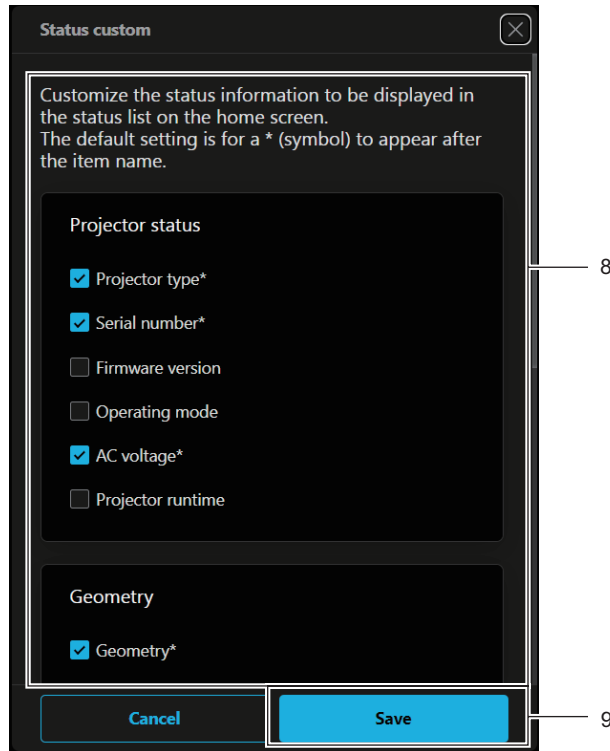 Status custom
Customize the status information to be displayed in
the status list on the home screen.
The default setting is for a * (symbol) to appear after
the item name.
Projector status
Projector type*
8
Serial number*
Firmware version
Operating mode
AC voltage*
Projector runtime
Geometry
Geometry*
Cancel
Save
9